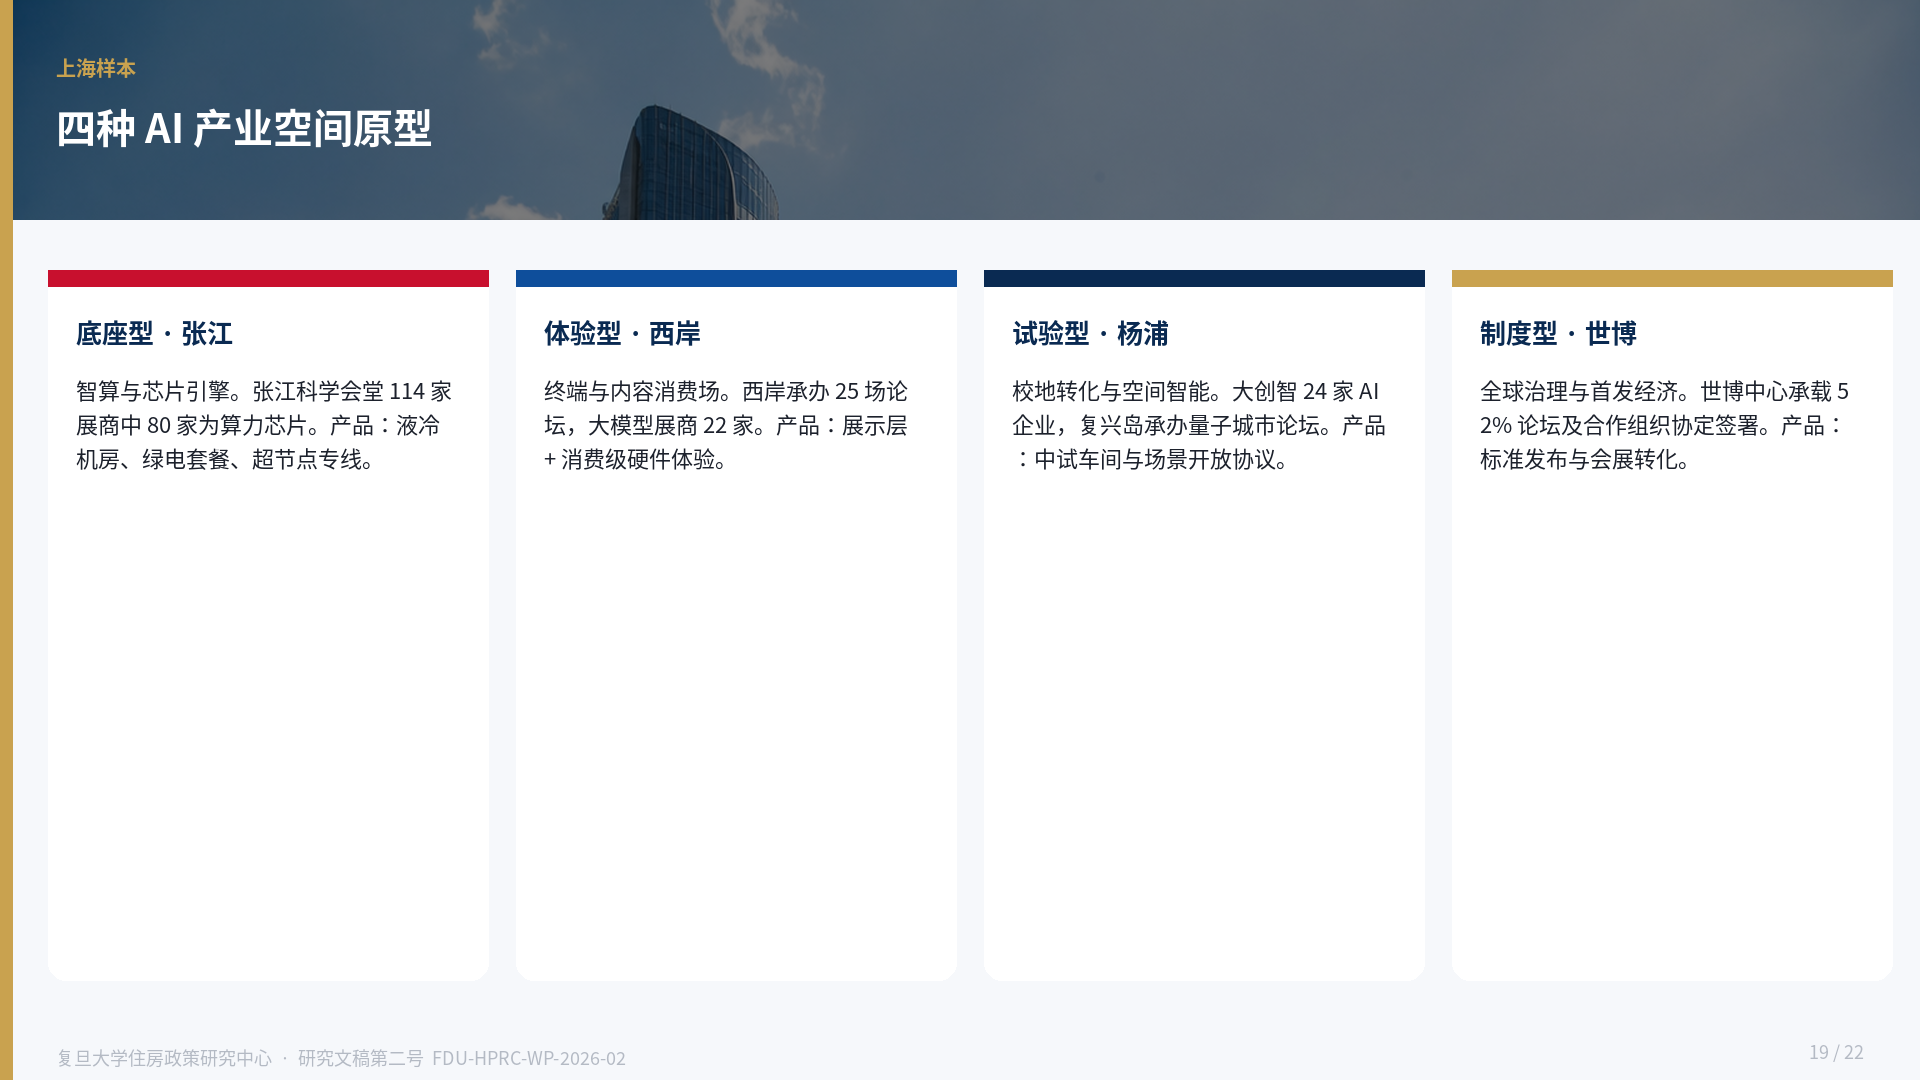 上海样本
四种 AI 产业空间原型
底座型 · 张江
智算与芯片引擎。张江科学会堂 114 家
展商中 80 家为算力芯片。产品：液冷
机房、绿电套餐、超节点专线。
体验型 · 西岸
终端与内容消费场。西岸承办 25 场论
坛，大模型展商 22 家。产品：展示层
+ 消费级硬件体验。
试验型 · 杨浦
校地转化与空间智能。大创智 24 家 AI
企业，复兴岛承办量子城市论坛。产品
：中试车间与场景开放协议。
制度型 · 世博
全球治理与首发经济。世博中心承载 5
2% 论坛及合作组织协定签署。产品：
标准发布与会展转化。
复旦大学住房政策研究中心 · 研究文稿第二号 FDU-HPRC-WP-2026-02
19 / 22